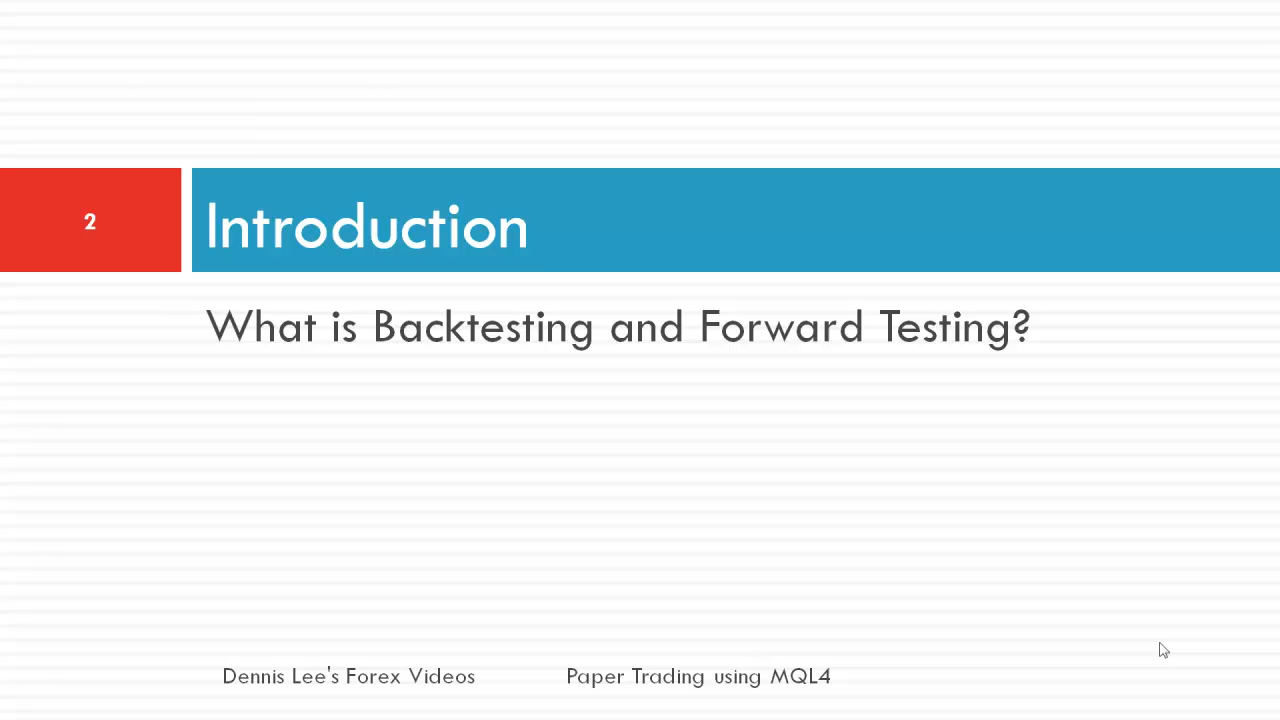 2
Introduction
What is Backtesting and Forward Testing?
Dennis Lee's Forex Videos
Paper Trading using MQL4